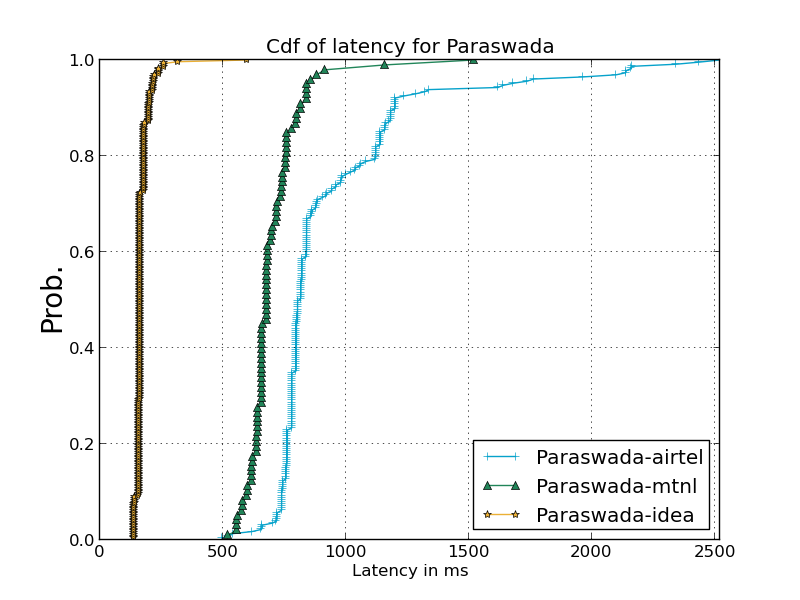 Cdf of latency for Paraswada
1.0
0.8
0.6
0.4
0.2
0.0
Prob.
0 500 1000 1500 2000 2500
Latency in ms
Paraswada-airtel
Paraswada-mtnl
Paraswada-idea